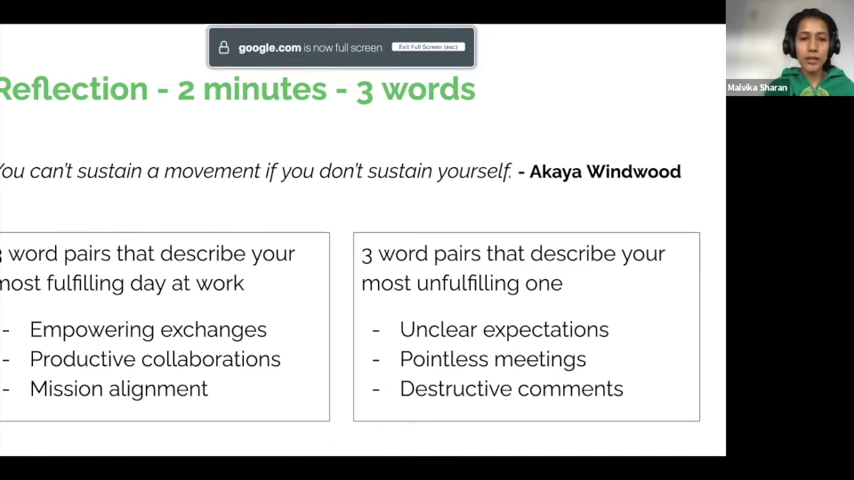 google.com is now full screen Exit Full Screen (esc)
Malvika Sharan
Reflection - 2 minutes - 3 words
You can't sustain a movement if you don't sustain yourself. - Akaya Windwood
3 word pairs that describe your
most fulfilling day at work
- Empowering exchanges
- Productive collaborations
- Mission alignment
3 word pairs that describe your
most unfulfilling one
- Unclear expectations
- Pointless meetings
- Destructive comments